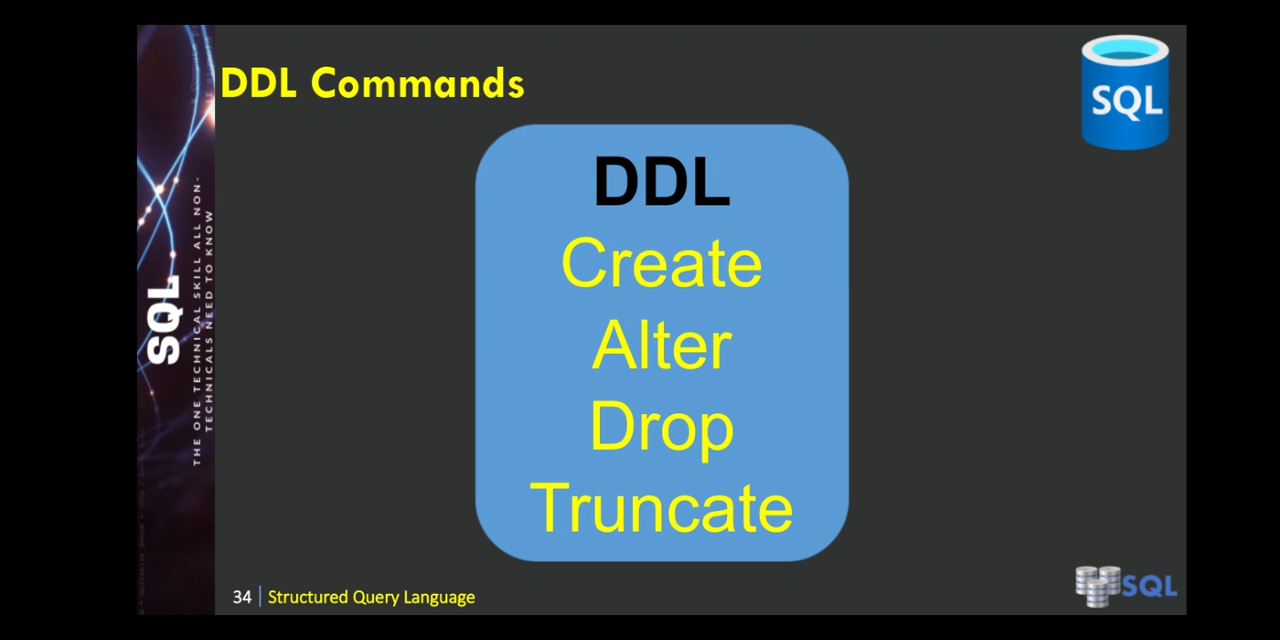 DDL Commands
SQL
DDL
Create
Alter
Drop
Truncate
SQL
THE ONE TECHNICAL SKILL ALL NON-
TECHNICALS NEED TO KNOW
34 | Structured Query Language
SQL